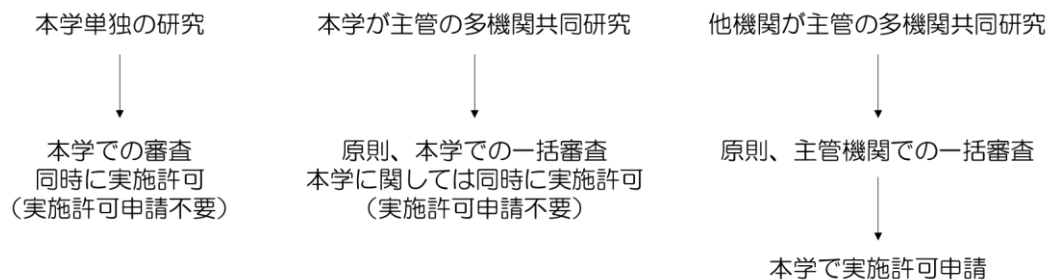 本学単独の研究
本学での審査
同時に実施許可
（実施許可申請不要）
本学が主管の多機関共同研究
原則、本学での一括審査
本学に関しては同時に実施許可
（実施許可申請不要）
他機関が主管の多機関共同研究
原則、主管機関での一括審査
本学で実施許可申請